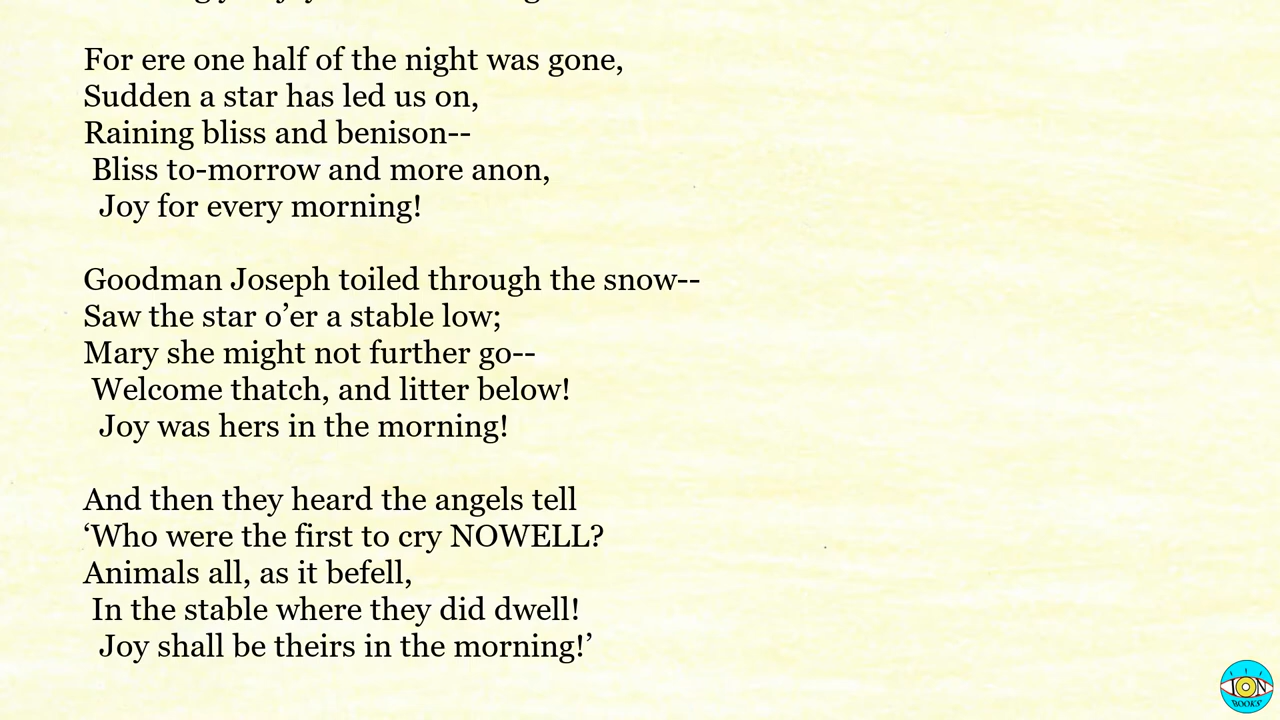 For ere one half of the night was gone,
Sudden a star has led us on,
Raining bliss and benison--
Bliss to-morrow and more anon,
Joy for every morning!
Goodman Joseph toiled through the snow--
Saw the star o’er a stable low;
Mary she might not further go--
Welcome thatch, and litter below!
Joy was hers in the morning!
And then they heard the angels tell
‘Who were the first to cry NOWELL?
Animals all, as it befell,
In the stable where they did dwell!
Joy shall be theirs in the morning!’
ION
BOOKS